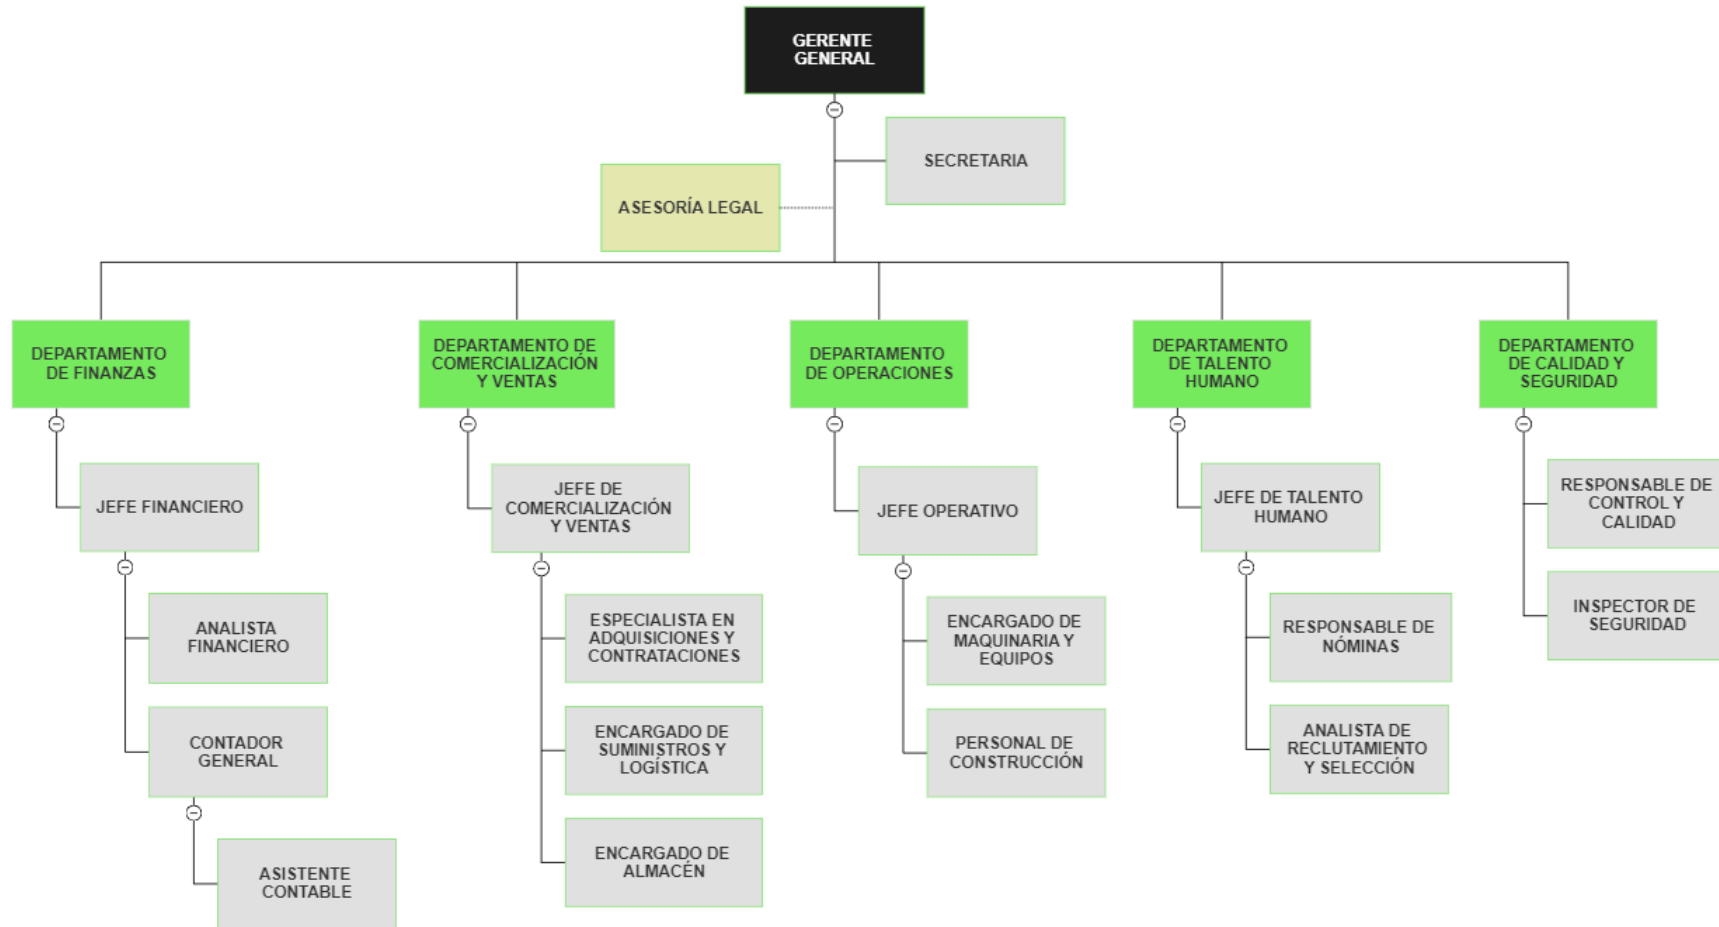 GERENTE
GENERAL
SECRETARIA
ASESORÍA LEGAL
DEPARTAMENTO
DE FINANZAS
DEPARTAMENTO DE
COMERCIALIZACIÓN
Y VENTAS
DEPARTAMENTO
DE OPERACIONES
DEPARTAMENTO
DE TALENTO
HUMANO
DEPARTAMENTO
DE CALIDAD Y
SEGURIDAD
JEFE FINANCIERO
JEFE DE
COMERCIALIZACIÓN
Y VENTAS
JEFE OPERATIVO
JEFE DE TALENTO
HUMANO
RESPONSABLE DE
CONTROL Y
CALIDAD
ANALISTA
FINANCIERO
ESPECIALISTA EN
ADQUISICIONES Y
CONTRATACIONES
ENCARGADO DE
MAQUINARIA Y
EQUIPOS
RESPONSABLE DE
NÓMINAS
INSPECTOR DE
SEGURIDAD
CONTADOR
GENERAL
ENCARGADO DE
SUMINISTROS Y
LOGÍSTICA
PERSONAL DE
CONSTRUCCIÓN
ANALISTA DE
RECLUTAMIENTO
Y SELECCIÓN
ASISTENTE
CONTABLE
ENCARGADO DE
ALMACÉN